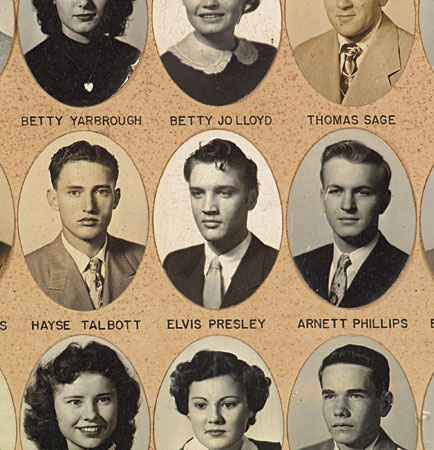 BETTY YARBROUGH BETTY JO LLOYD THOMAS SAGE
S HAYSE TALBOTT ELVIS PRESLEY ARNETT PHILLIPS